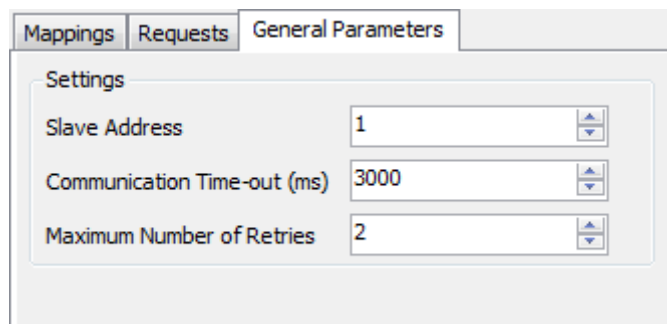 Mappings Requests General Parameters
Settings
Slave Address 1
Communication Time-out (ms) 3000
Maximum Number of Retries 2